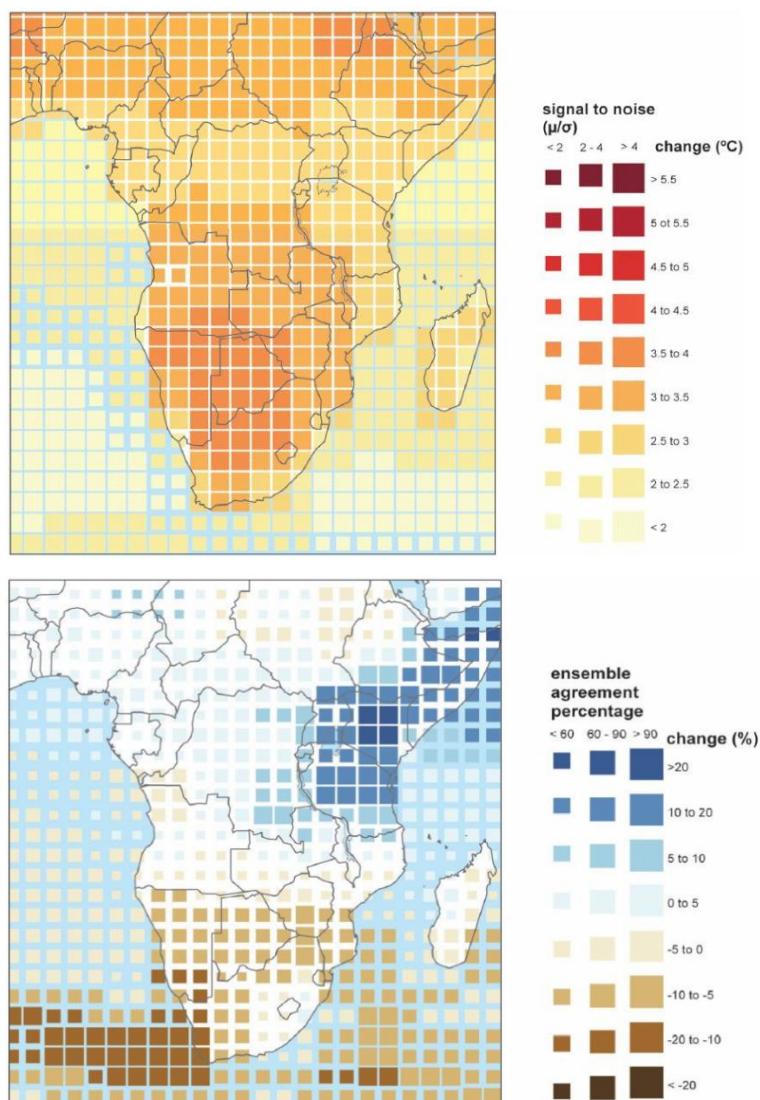 signal to noise
(μ/σ)
< 2 2 - 4 > 4 change (ºC)
> 5.5
5 ot 5.5
4.5 to 5
4 to 4.5
3.5 to 4
3 to 3.5
2.5 to 3
2 to 2.5
< 2
ensemble
agreement
percentage
< 60 60 - 90 > 90 change (%)
>20
10 to 20
5 to 10
0 to 5
-5 to 0
-10 to -5
-20 to -10
< -20